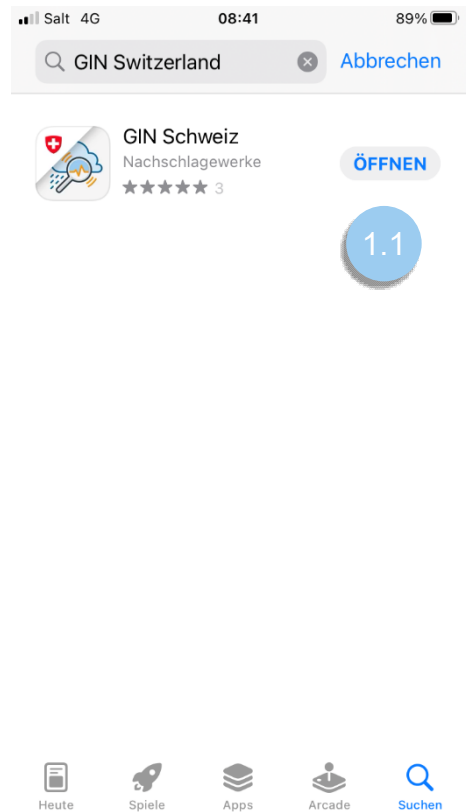 Salt 4G 08:41 89%
GIN Switzerland Abbrechen
GIN Schweiz
Nachschlagewerke ÖFFNEN
★★★★★ 3
1.1
Heute Spiele Apps Arcade Suchen